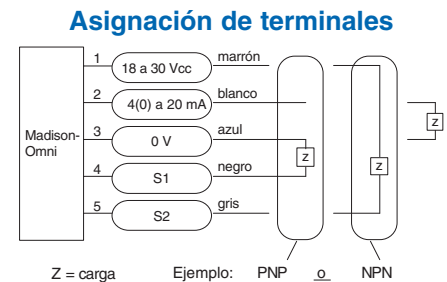 Asignación de terminales
1 18 a 30 Vcc marrón
2 4(0) a 20 mA blanco
Madison-
Omni
3 0 V azul
4 S1 negro
5 S2 gris
Z
Z
Z
Z = carga Ejemplo: PNP o NPN